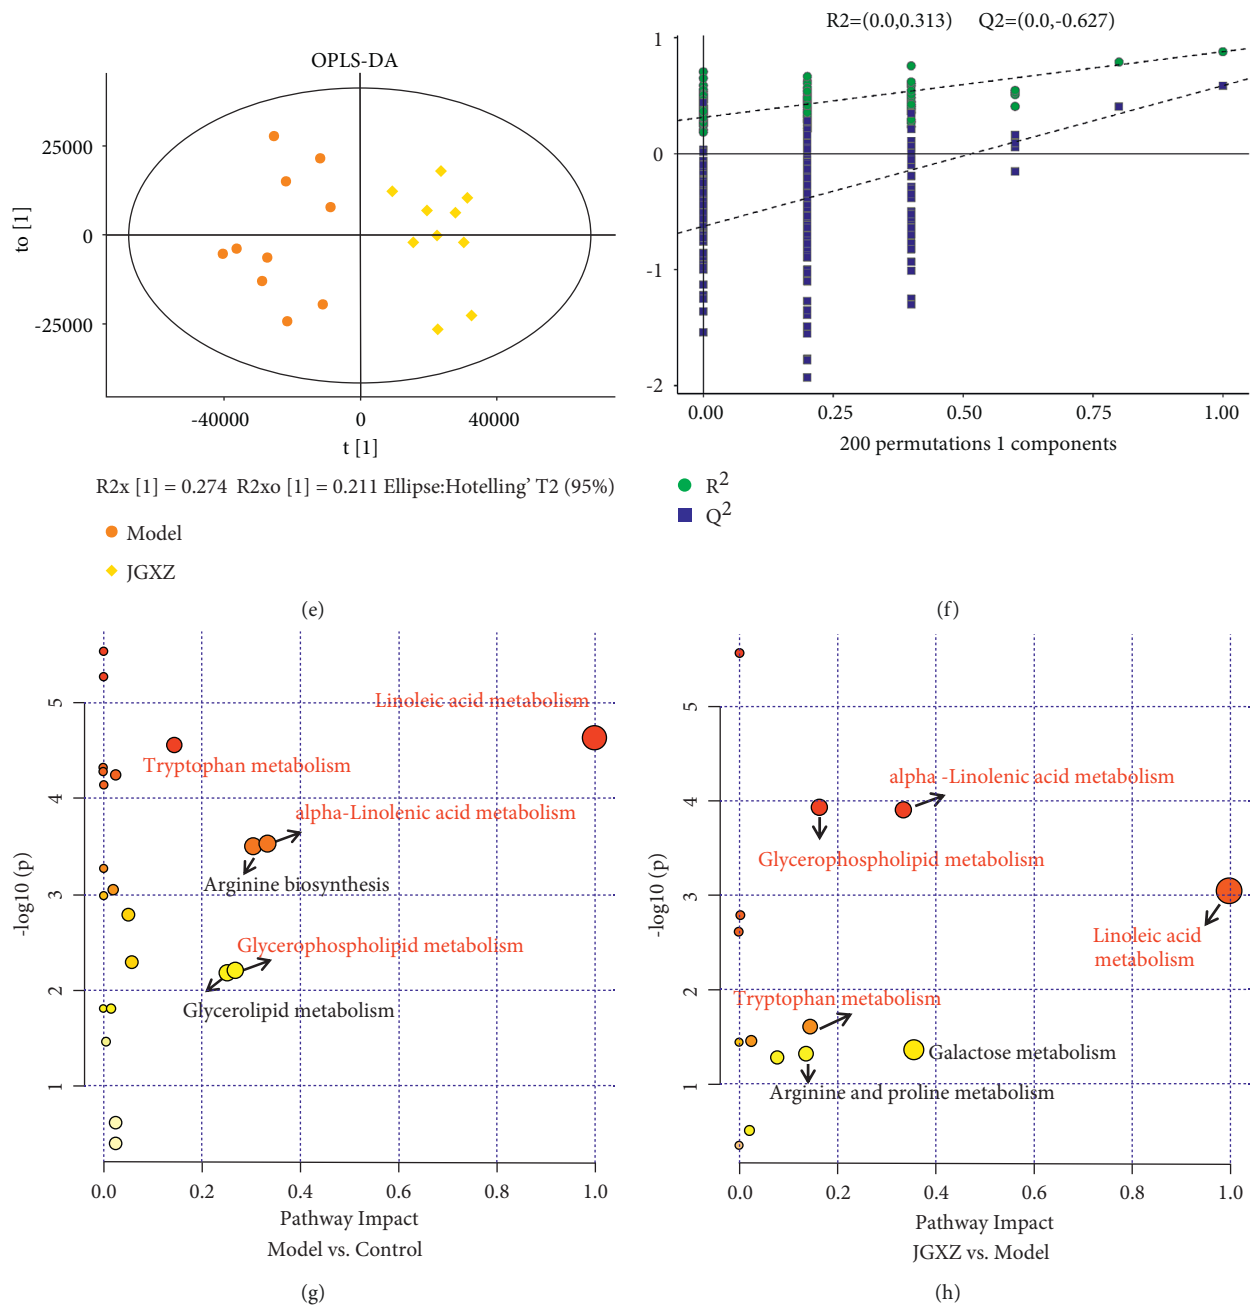 OPLS-DA
to [1]
25000
0
-25000
-40000
0
40000
t [1]
R2x [1] = 0.274 R2xo [1] = 0.211 Ellipse:Hotelling’ T2 (95%)
Model
JGXZ
(e)
R2=(0.0,0.313) Q2=(0.0,-0.627)
1
0
-1
-2
0.00
0.25
0.50
0.75
1.00
200 permutations 1 components
R2
Q2
(f)
-log10 (p)
5
4
3
2
1
Linoleic acid metabolism
Tryptophan metabolism
alpha-Linolenic acid metabolism
Arginine biosynthesis
Glycerophospholipid metabolism
Glycerolipid metabolism
0.0
0.2
0.4
0.6
0.8
1.0
Pathway Impact
Model vs. Control
(g)
-log10 (p)
5
4
3
2
1
alpha -Linolenic acid metabolism
Glycerophospholipid metabolism
Linoleic acid
metabolism
Tryptophan metabolism
Galactose metabolism
Arginine and proline metabolism
0.0
0.2
0.4
0.6
0.8
1.0
Pathway Impact
JGXZ vs. Model
(h)